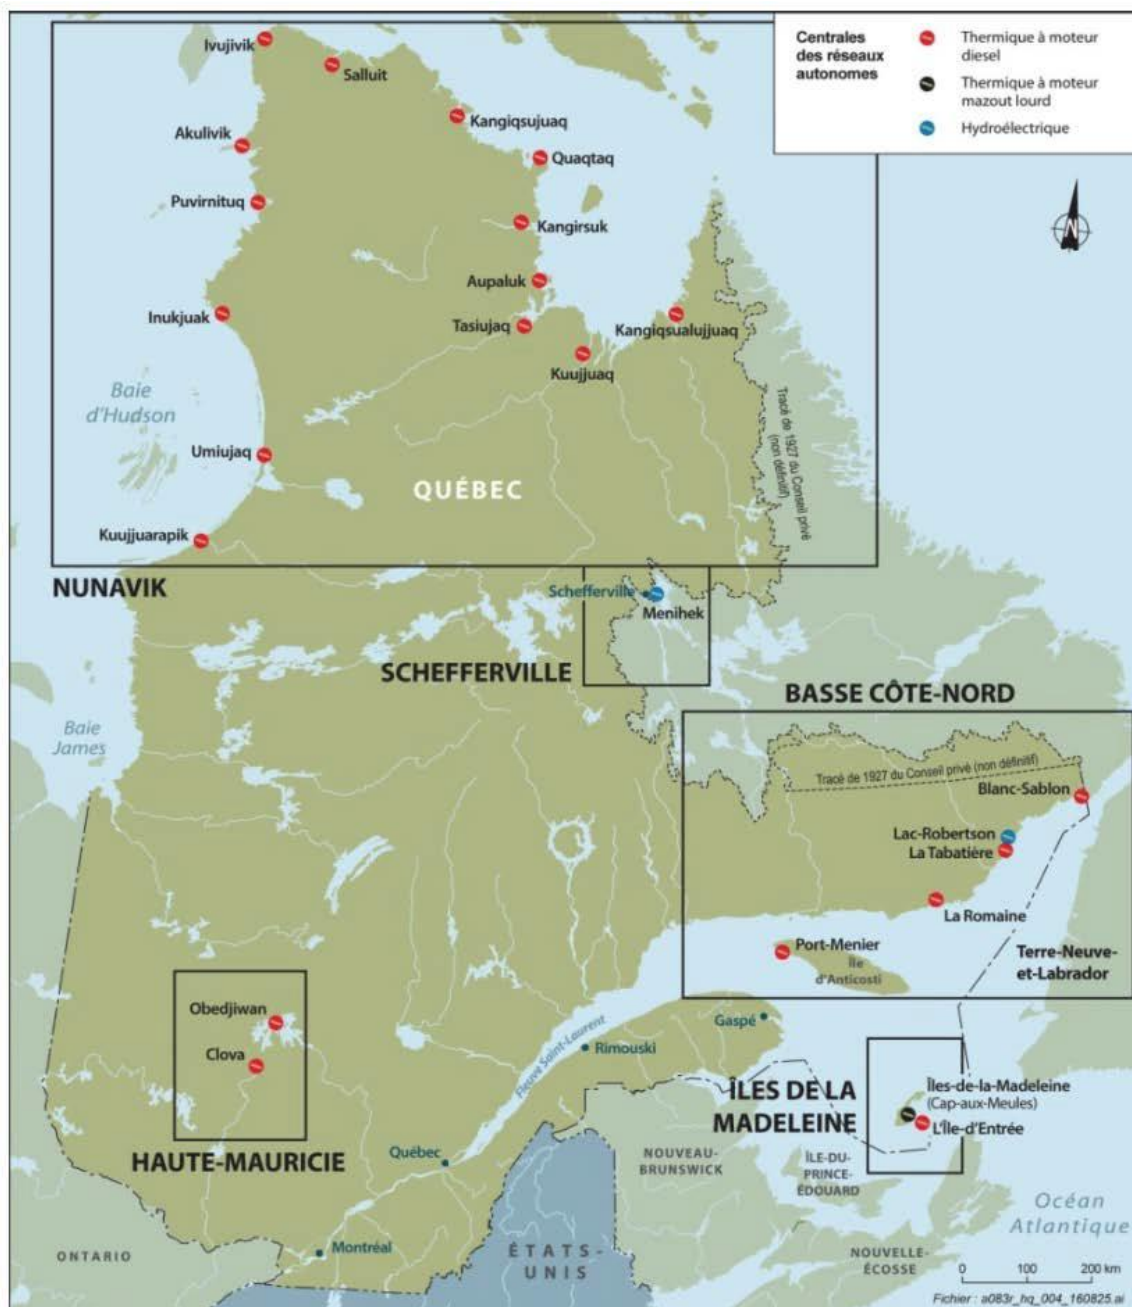 Centrales
des réseaux
autonomes
Thermique à moteur
diesel
Thermique à moteur
mazout lourd
Hydroélectrique
N
Ivujivik
Salluit
Kangiqsujuaq
Akulivik
Quaqtaq
Puvirnituq
Kangirsuk
Aupaluk
Inukjuak
Tasiujaq
Kangiqsualujjuaq
Kuujjuaq
Baie
d'Hudson
Tracé de 1927 du Conseil privé
(non définitif)
Umiujaq
QUÉBEC
Kuujjuarapik
NUNAVIK
Schefferville
Menihek
SCHEFFERVILLE
BASSE CÔTE-NORD
Baie
James
Tracé de 1927 du Conseil privé (non définitif)
Blanc-Sablon
Lac-Robertson
La Tabatière
La Romaine
Port-Menier
Île
d'Anticosti
Terre-Neuve-
et-Labrador
Obedjiwan
Clova
HAUTE-MAURICIE
Fleuve Saint-Laurent
Gaspé
Rimouski
ÎLES DE LA
MADELEINE
Îles-de-la-Madeleine
(Cap-aux-Meules)
L'Île-d'Entrée
Québec
NOUVEAU-
BRUNSWICK
ÎLE-DU-
PRINCE-
ÉDOUARD
Océan
Atlantique
Montréal
ONTARIO
ÉTATS-
UNIS
NOUVELLE-
ÉCOSSE
0 200 km
Fichier : a083r_hq_004_160825.ai